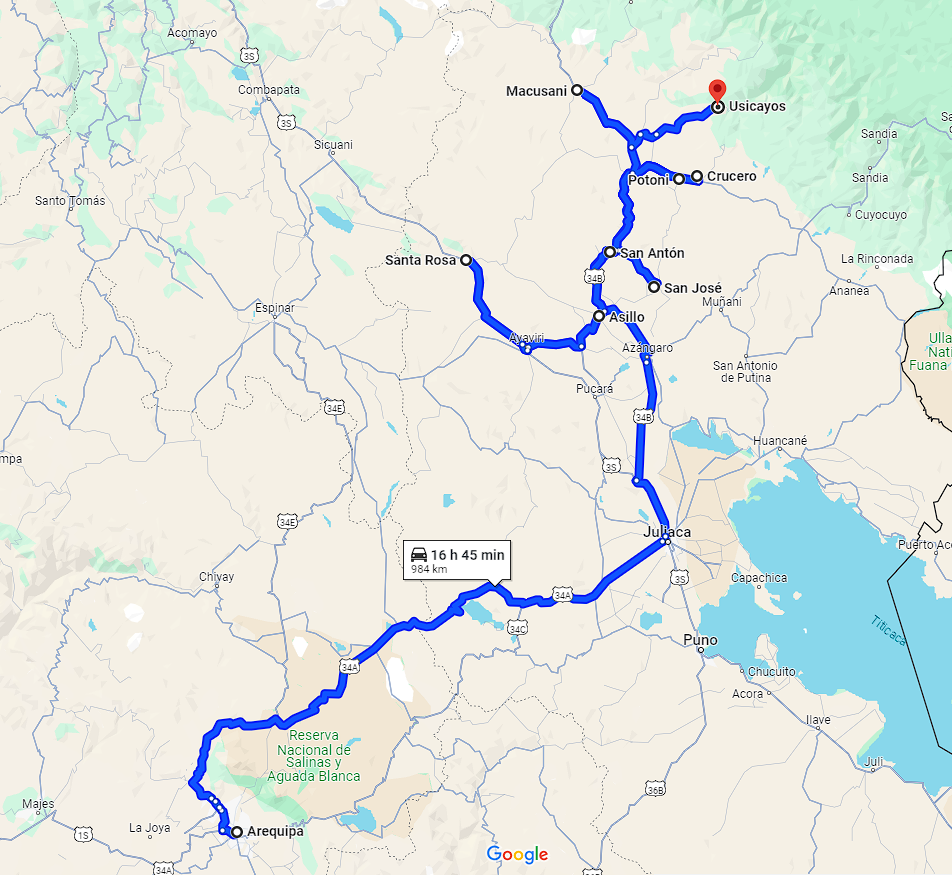 Acomayo
3S
Combapata
3S
Macusani
Usicayos
Sandia
Sa
Sicuani
Potoni
Crucero
Sandia
Santo Tomás
Cuyocuyo
San Antón
Santa Rosa
La Rinconada
34B
San José
Ananea
Muñani
Espinar
Asillo
Ayaviri
Azángaro
Ulla
Nati
Fuana
San Antonio
de Putina
Pucará
34E
34B
Huancané
mpa
3S
34E
Juliaca
Puerto Ac
16 h 45 min
984 km
Chivay
3S
Capachica
34A
34C
Titicaca
Puno
34A
Chucuito
Acora
Ilave
Reserva
Nacional de
Salinas y
Aguada Blanca
Juli
36B
Majes
La Joya
Arequipa
1S
Google
34A